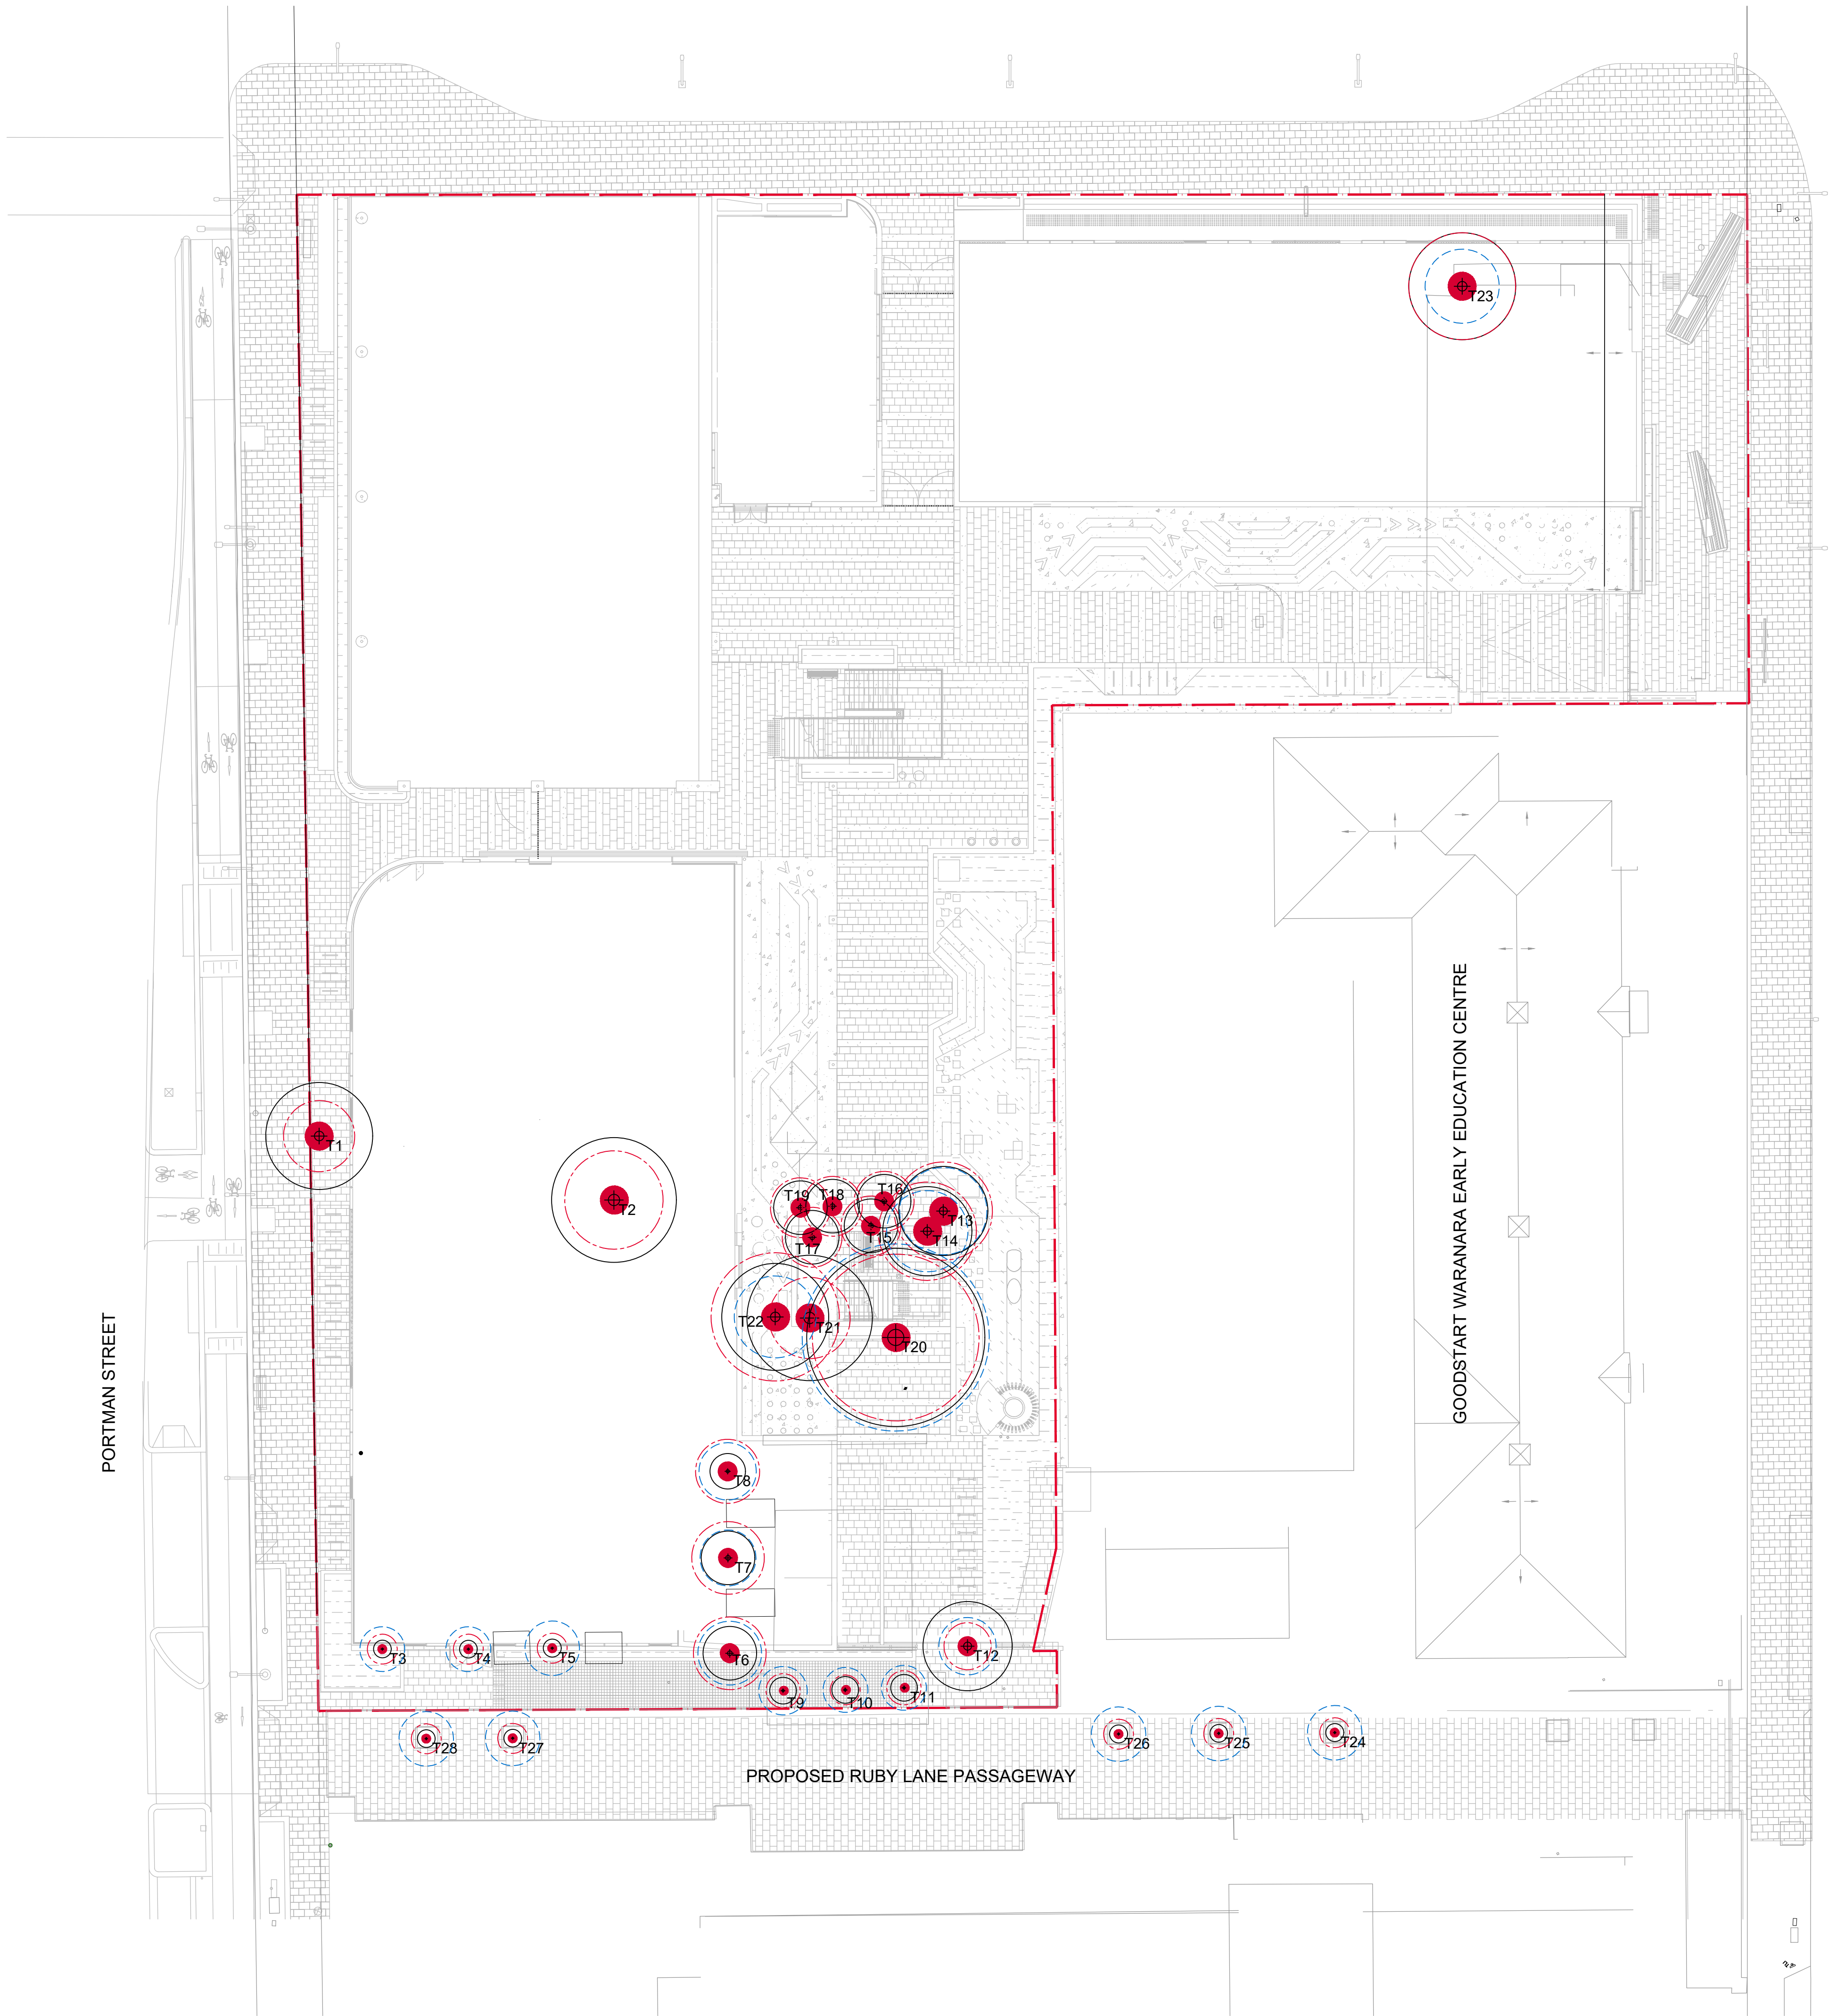 T23
GOODSTART WARANARA EARLY EDUCATION CENTRE
T1
T2
T19
T18
T16
T13
T15
T14
T17
T22
T21
T20
PORTMAN STREET
T8
T7
T3
T4
T5
T6
T12
T9
T10
T11
T28
T27
T26
T25
T24
PROPOSED RUBY LANE PASSAGEWAY